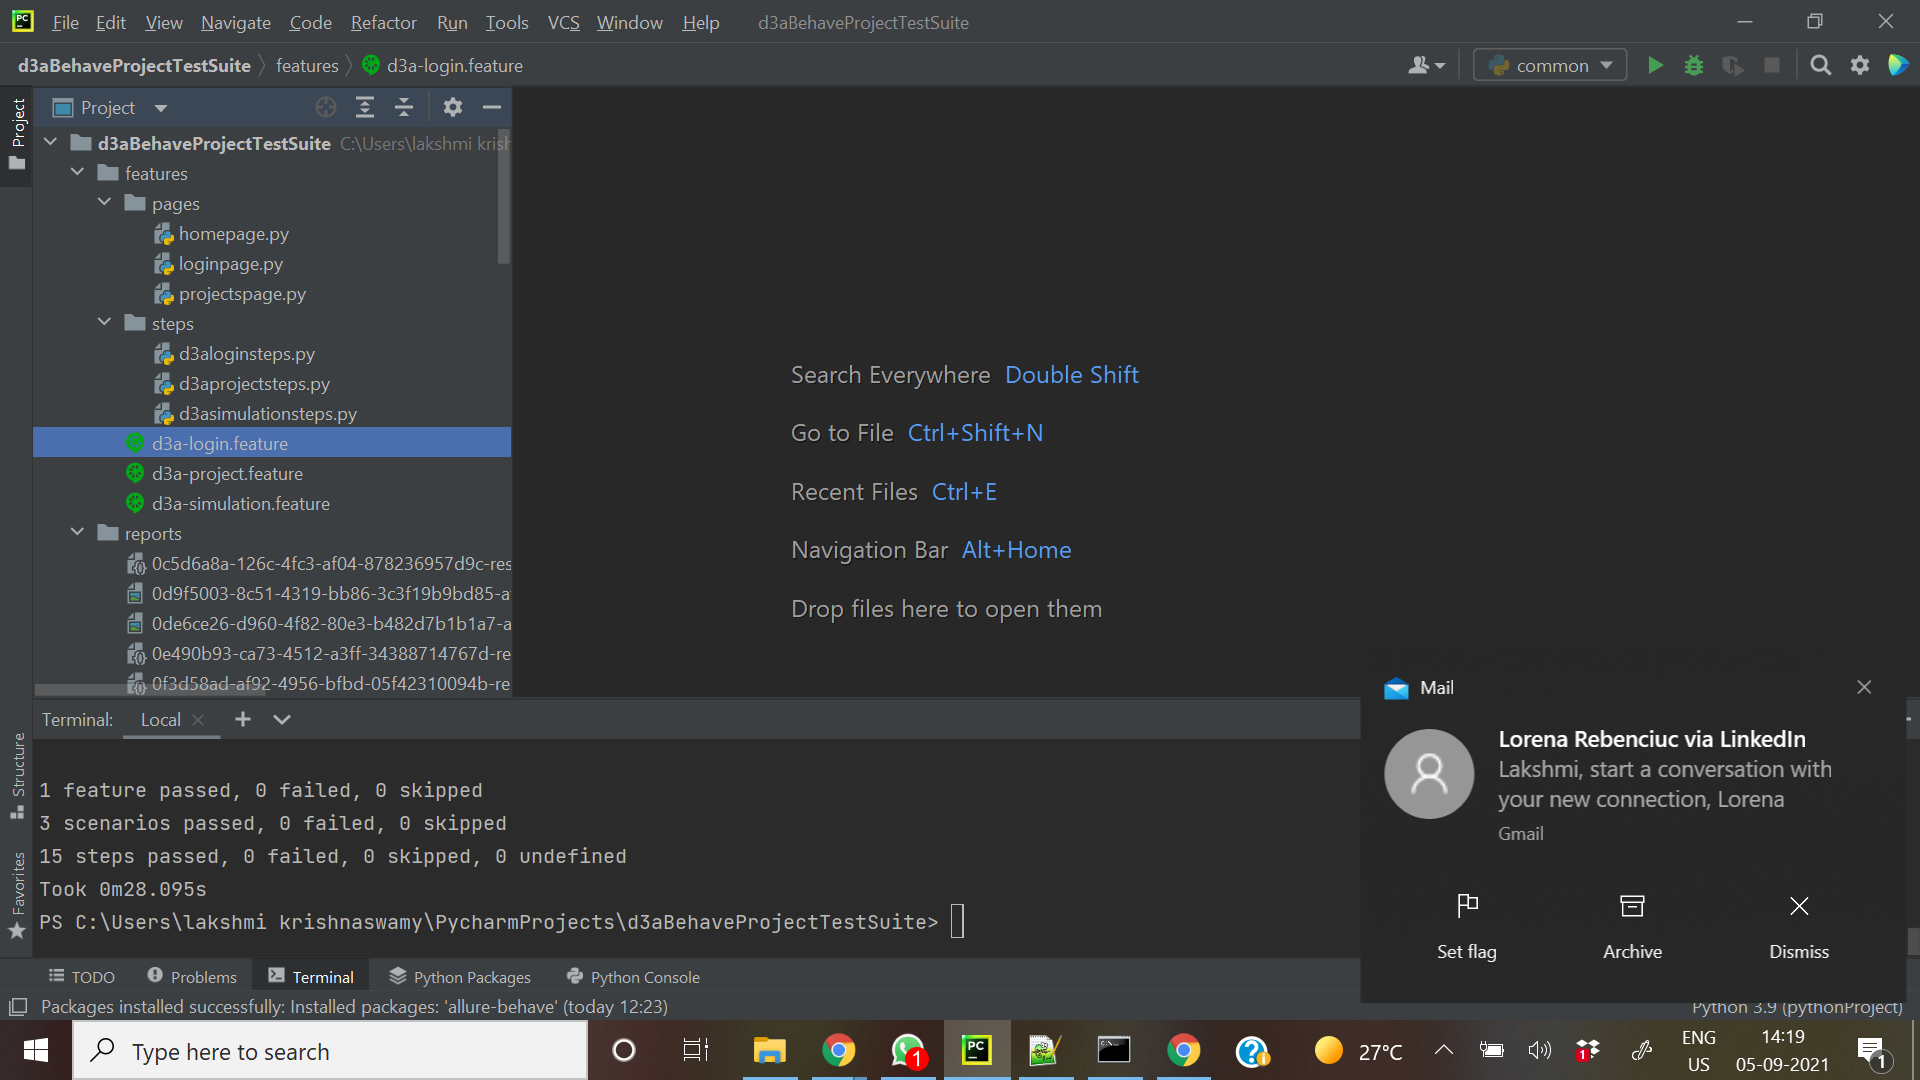 PC
File Edit View Navigate Code Refactor Run Tools VCS Window Help d3aBehaveProjectTestSuite
d3aBehaveProjectTestSuite features d3a-login.feature
common
Project
Project
d3aBehaveProjectTestSuite C:\Users\lakshmi krish
features
pages
homepage.py
loginpage.py
projectspage.py
steps
d3aloginsteps.py
d3aprojectsteps.py
d3asimulationsteps.py
d3a-login.feature
d3a-project.feature
d3a-simulation.feature
reports
0c5d6a8a-126c-4fc3-af04-878236957d9c-res
0d9f5003-8c51-4319-bb86-3c3f19b9bd85-a
0de6ce26-d960-4f82-80e3-b482d7b1b1a7-a
0e490b93-ca73-4512-a3ff-34388714767d-re
0f3d58ad-af92-4956-bfbd-05f42310094b-re
Search Everywhere Double Shift
Go to File Ctrl+Shift+N
Recent Files Ctrl+E
Navigation Bar Alt+Home
Drop files here to open them
Terminal: Local
Structure
Favorites
1 feature passed, 0 failed, 0 skipped
3 scenarios passed, 0 failed, 0 skipped
15 steps passed, 0 failed, 0 skipped, 0 undefined
Took 0m28.095s
PS C:\Users\lakshmi krishnaswamy\PycharmProjects\d3aBehaveProjectTestSuite>
Mail
Lorena Rebenciuc via LinkedIn
Lakshmi, start a conversation with
your new connection, Lorena
Gmail
Set flag Archive Dismiss
TODO Problems Terminal Python Packages Python Console
Packages installed successfully: Installed packages: 'allure-behave' (today 12:23)
Python 3.9 (pythonProject)
Type here to search
1
PC
27°C
1
ENG
US
14:19
05-09-2021
1